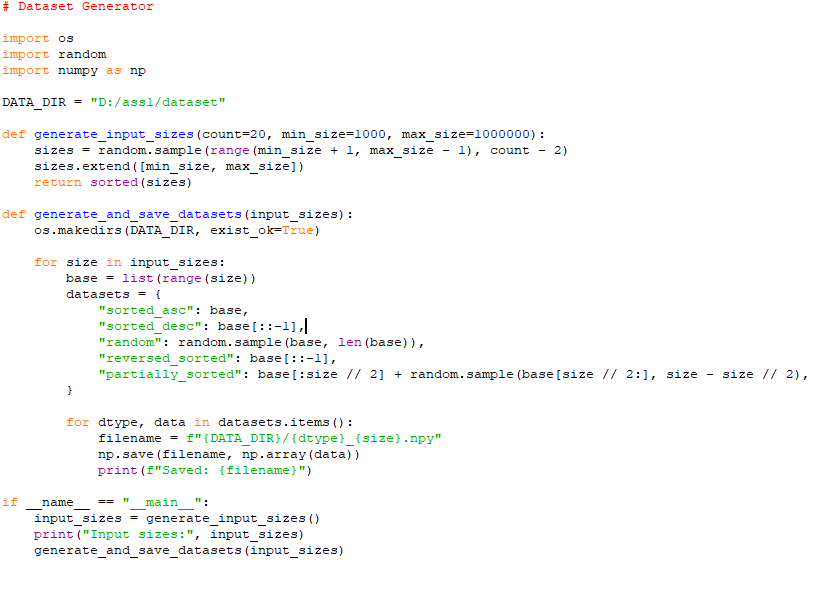 # Dataset Generator
import os
import random
import numpy as np
DATA_DIR = "D:/ass1/dataset"
def generate_input_sizes(count=20, min_size=1000, max_size=1000000):
    sizes = random.sample(range(min_size + 1, max_size - 1), count - 2)
    sizes.extend([min_size, max_size])
    return sorted(sizes)
def generate_and_save_datasets(input_sizes):
    os.makedirs(DATA_DIR, exist_ok=True)
    for size in input_sizes:
        base = list(range(size))
        datasets = {
            "sorted_asc": base,
            "sorted_desc": base[::-1],
            "random": random.sample(base, len(base)),
            "reversed_sorted": base[::-1],
            "partially_sorted": base[:size // 2] + random.sample(base[size // 2:], size - size // 2),
        }
        for dtype, data in datasets.items():
            filename = f"{DATA_DIR}/{dtype}_{size}.npy"
            np.save(filename, np.array(data))
            print(f"Saved: {filename}")
if __name__ == "__main__":
    input_sizes = generate_input_sizes()
    print("Input sizes:", input_sizes)
    generate_and_save_datasets(input_sizes)